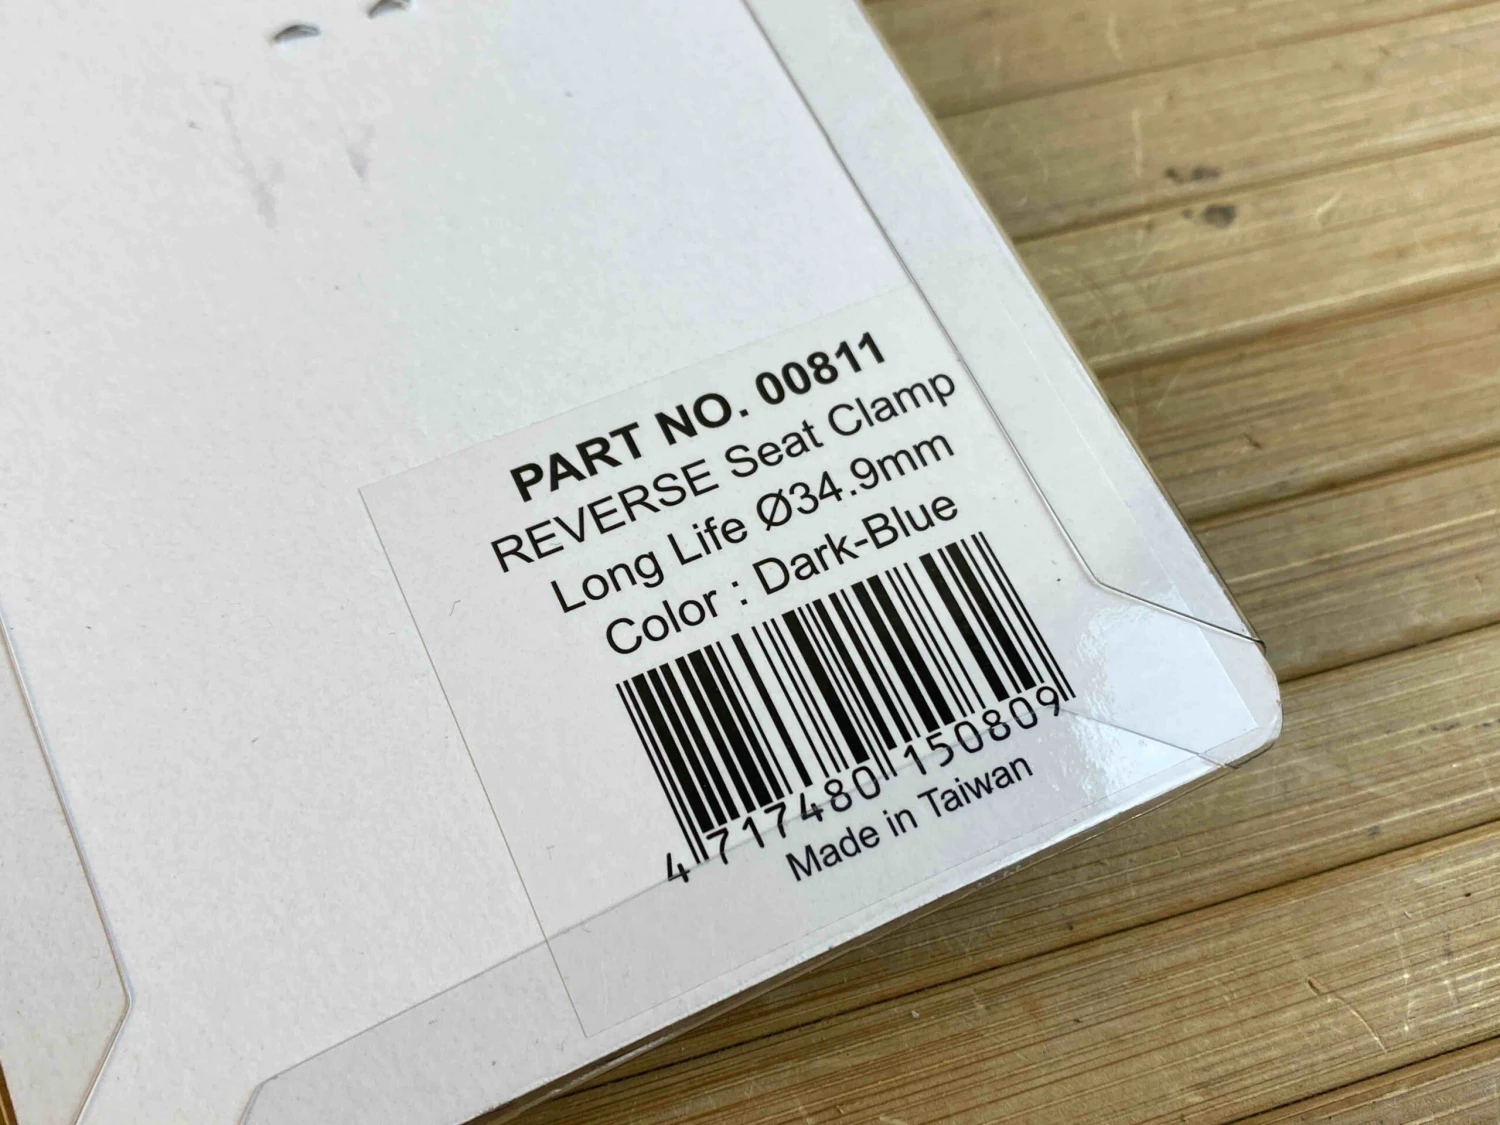 PART NO. 00811
REVERSE Seat Clamp
Long Life Ø34.9mm
Color : Dark-Blue
4 717480 150809
Made in Taiwan